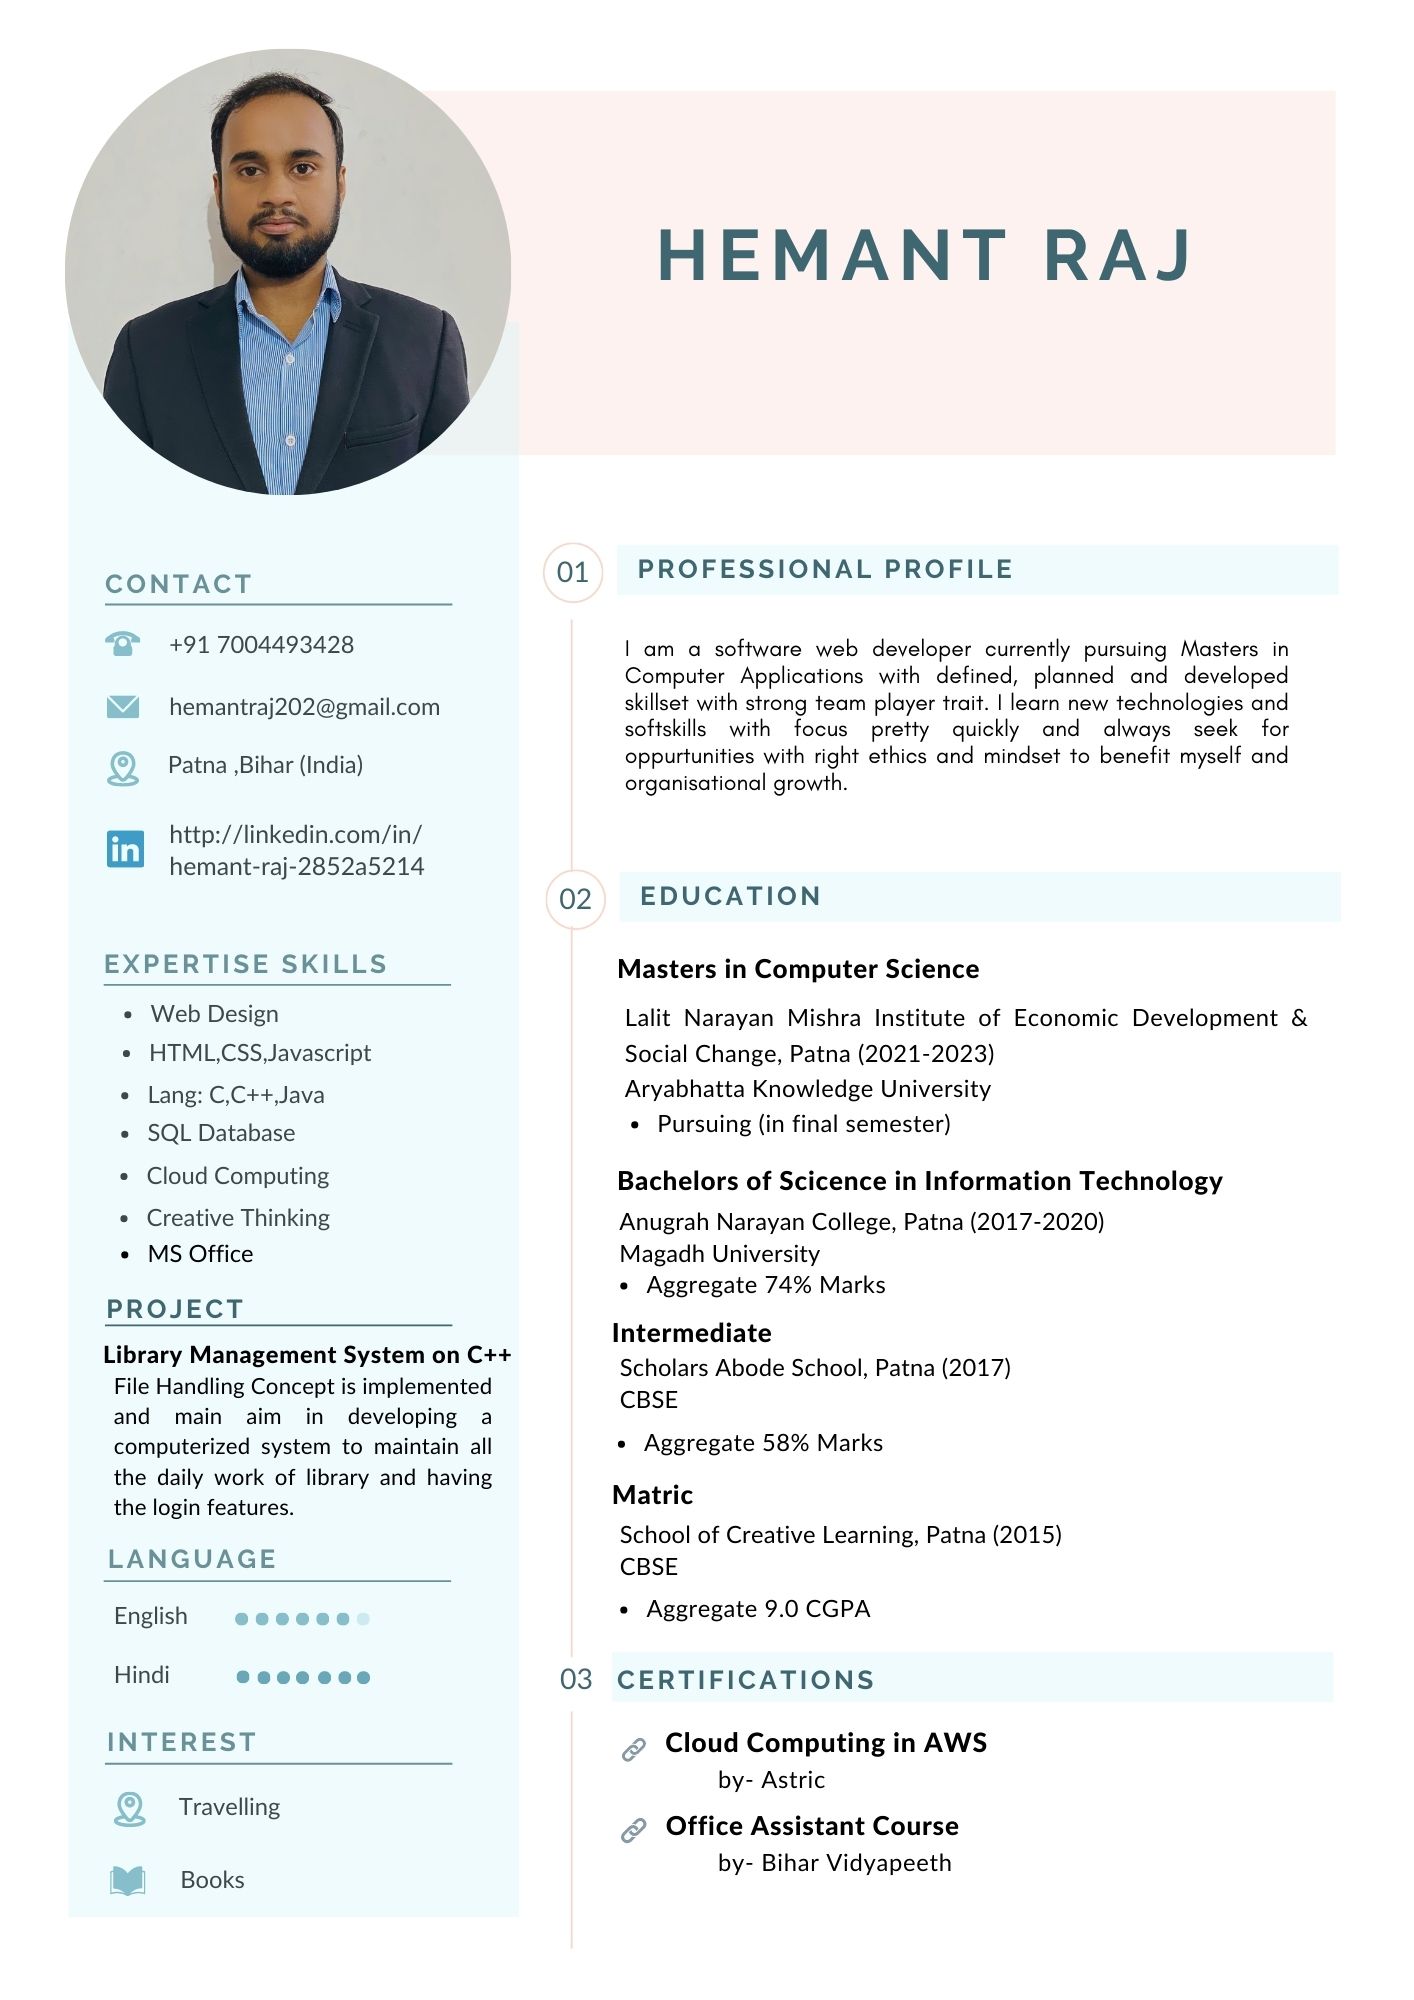 HEMANT RAJ
CONTACT
+91 7004493428
hemantraj202@gmail.com
Patna ,Bihar (India)
http://linkedin.com/in/
hemant-raj-2852a5214
EXPERTISE SKILLS
• Web Design
• HTML,CSS,Javascript
• Lang: C,C++,Java
• SQL Database
• Cloud Computing
• Creative Thinking
• MS Office
PROJECT
Library Management System on C++
File Handling Concept is implemented
and main aim in developing a
computerized system to maintain all
the daily work of library and having
the login features.
LANGUAGE
English
Hindi
INTEREST
Travelling
Books
01 PROFESSIONAL PROFILE
I am a software web developer currently pursuing Masters in
Computer Applications with defined, planned and developed
skillset with strong team player trait. I learn new technologies and
softskills with focus pretty quickly and always seek for
oppurtunities with right ethics and mindset to benefit myself and
organisational growth.
02 EDUCATION
Masters in Computer Science
Lalit Narayan Mishra Institute of Economic Development &
Social Change, Patna (2021-2023)
Aryabhatta Knowledge University
• Pursuing (in final semester)
Bachelors of Scicence in Information Technology
Anugrah Narayan College, Patna (2017-2020)
Magadh University
• Aggregate 74% Marks
Intermediate
Scholars Abode School, Patna (2017)
CBSE
• Aggregate 58% Marks
Matric
School of Creative Learning, Patna (2015)
CBSE
• Aggregate 9.0 CGPA
03 CERTIFICATIONS
Cloud Computing in AWS
by- Astric
Office Assistant Course
by- Bihar Vidyapeeth